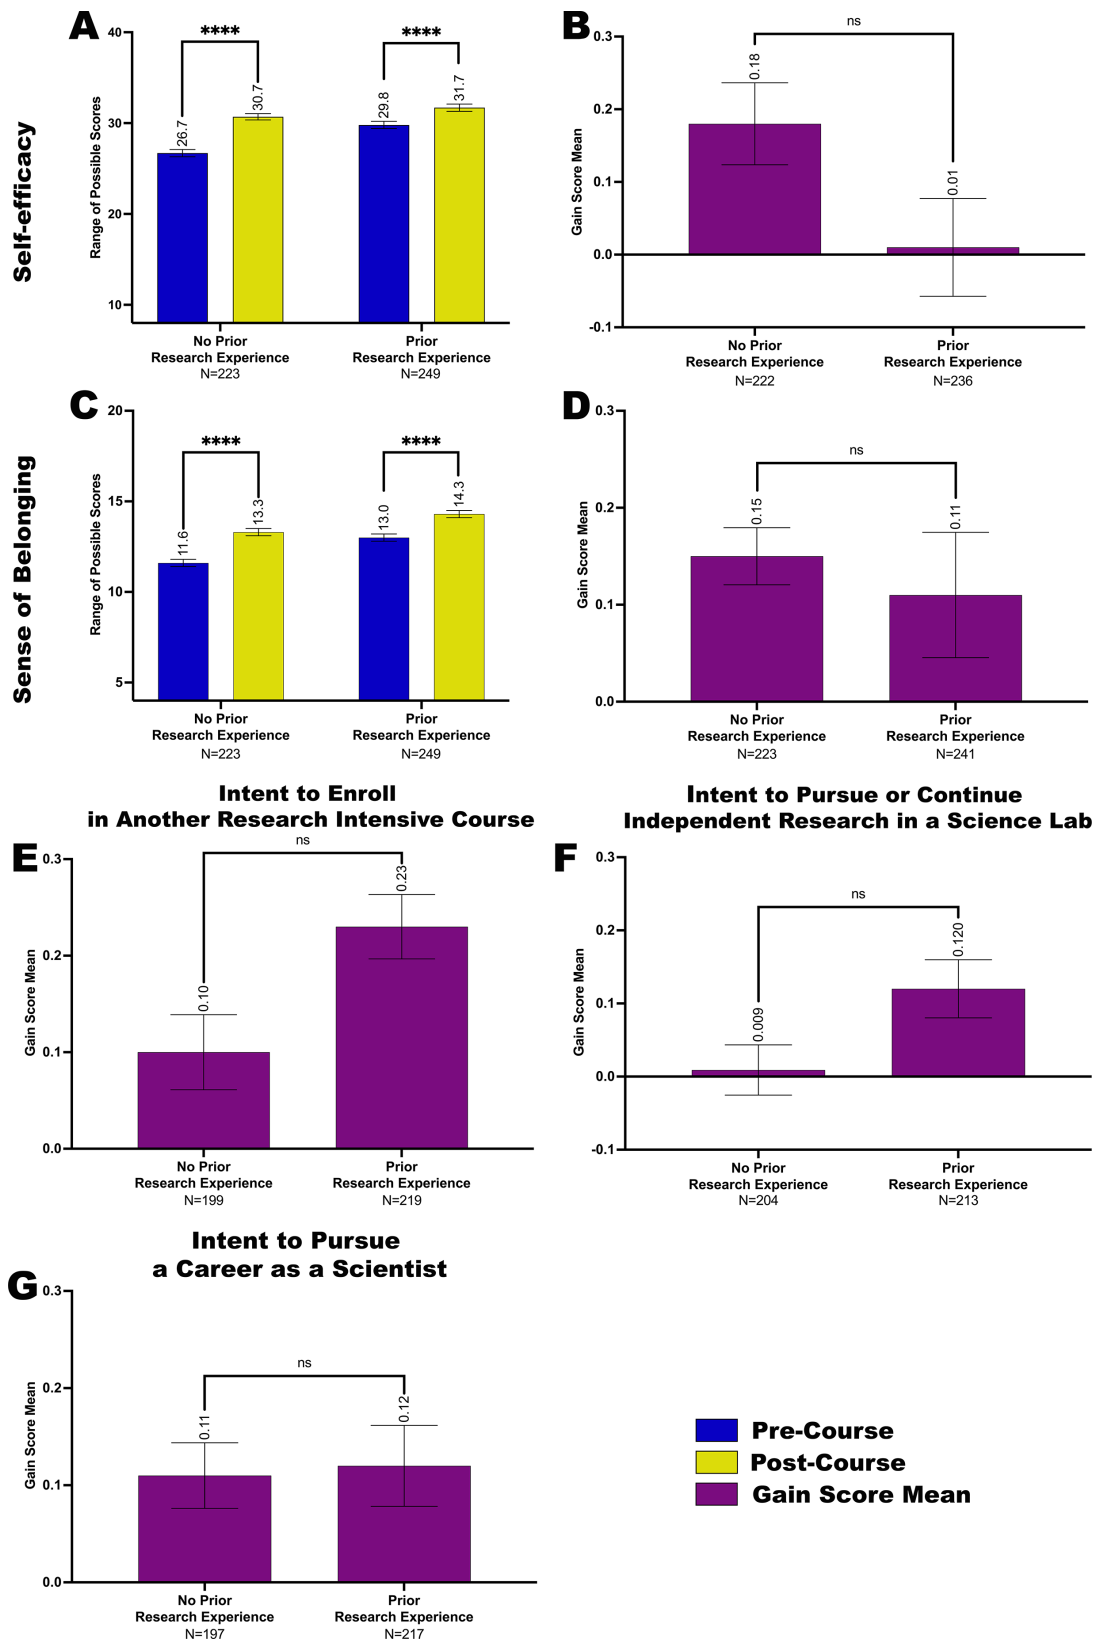 A
Self-efficacy
Range of Possible Scores
40
30
20
10
****
****
26.7
30.7
29.8
31.7
No Prior
Research Experience
N=223
Prior
Research Experience
N=249
B
Gain Score Mean
0.3
0.2
0.1
0.0
-0.1
ns
0.18
0.01
No Prior
Research Experience
N=222
Prior
Research Experience
N=236
C
Sense of Belonging
Range of Possible Scores
20
15
10
5
****
****
11.6
13.3
13.0
14.3
No Prior
Research Experience
N=223
Prior
Research Experience
N=249
D
Gain Score Mean
0.3
0.2
0.1
0.0
ns
0.15
0.11
No Prior
Research Experience
N=223
Prior
Research Experience
N=241
Intent to Enroll
in Another Research Intensive Course
E
Gain Score Mean
0.3
0.2
0.1
0.0
ns
0.10
0.23
No Prior
Research Experience
N=199
Prior
Research Experience
N=219
Intent to Pursue or Continue
Independent Research in a Science Lab
F
Gain Score Mean
0.3
0.2
0.1
0.0
-0.1
ns
0.009
0.120
No Prior
Research Experience
N=204
Prior
Research Experience
N=213
Intent to Pursue
a Career as a Scientist
G
Gain Score Mean
0.3
0.2
0.1
0.0
ns
0.11
0.12
No Prior
Research Experience
N=197
Prior
Research Experience
N=217
Pre-Course
Post-Course
Gain Score Mean